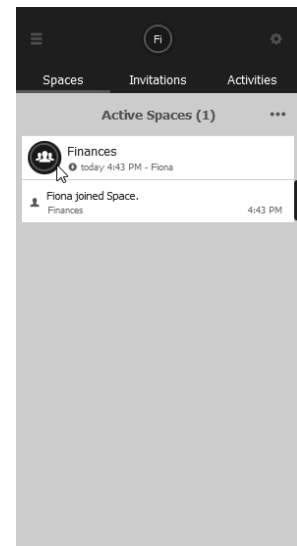 Fi
Spaces Invitations Activities
Active Spaces (1)
Finances
today 4:43 PM - Fiona
Fiona joined Space.
Finances 4:43 PM